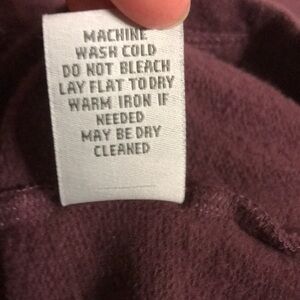 MACHINE
WASH COLD
DO NOT BLEACH
LAY FLAT TO DRY
WARM IRON IF
NEEDED
MAY BE DRY
CLEANED